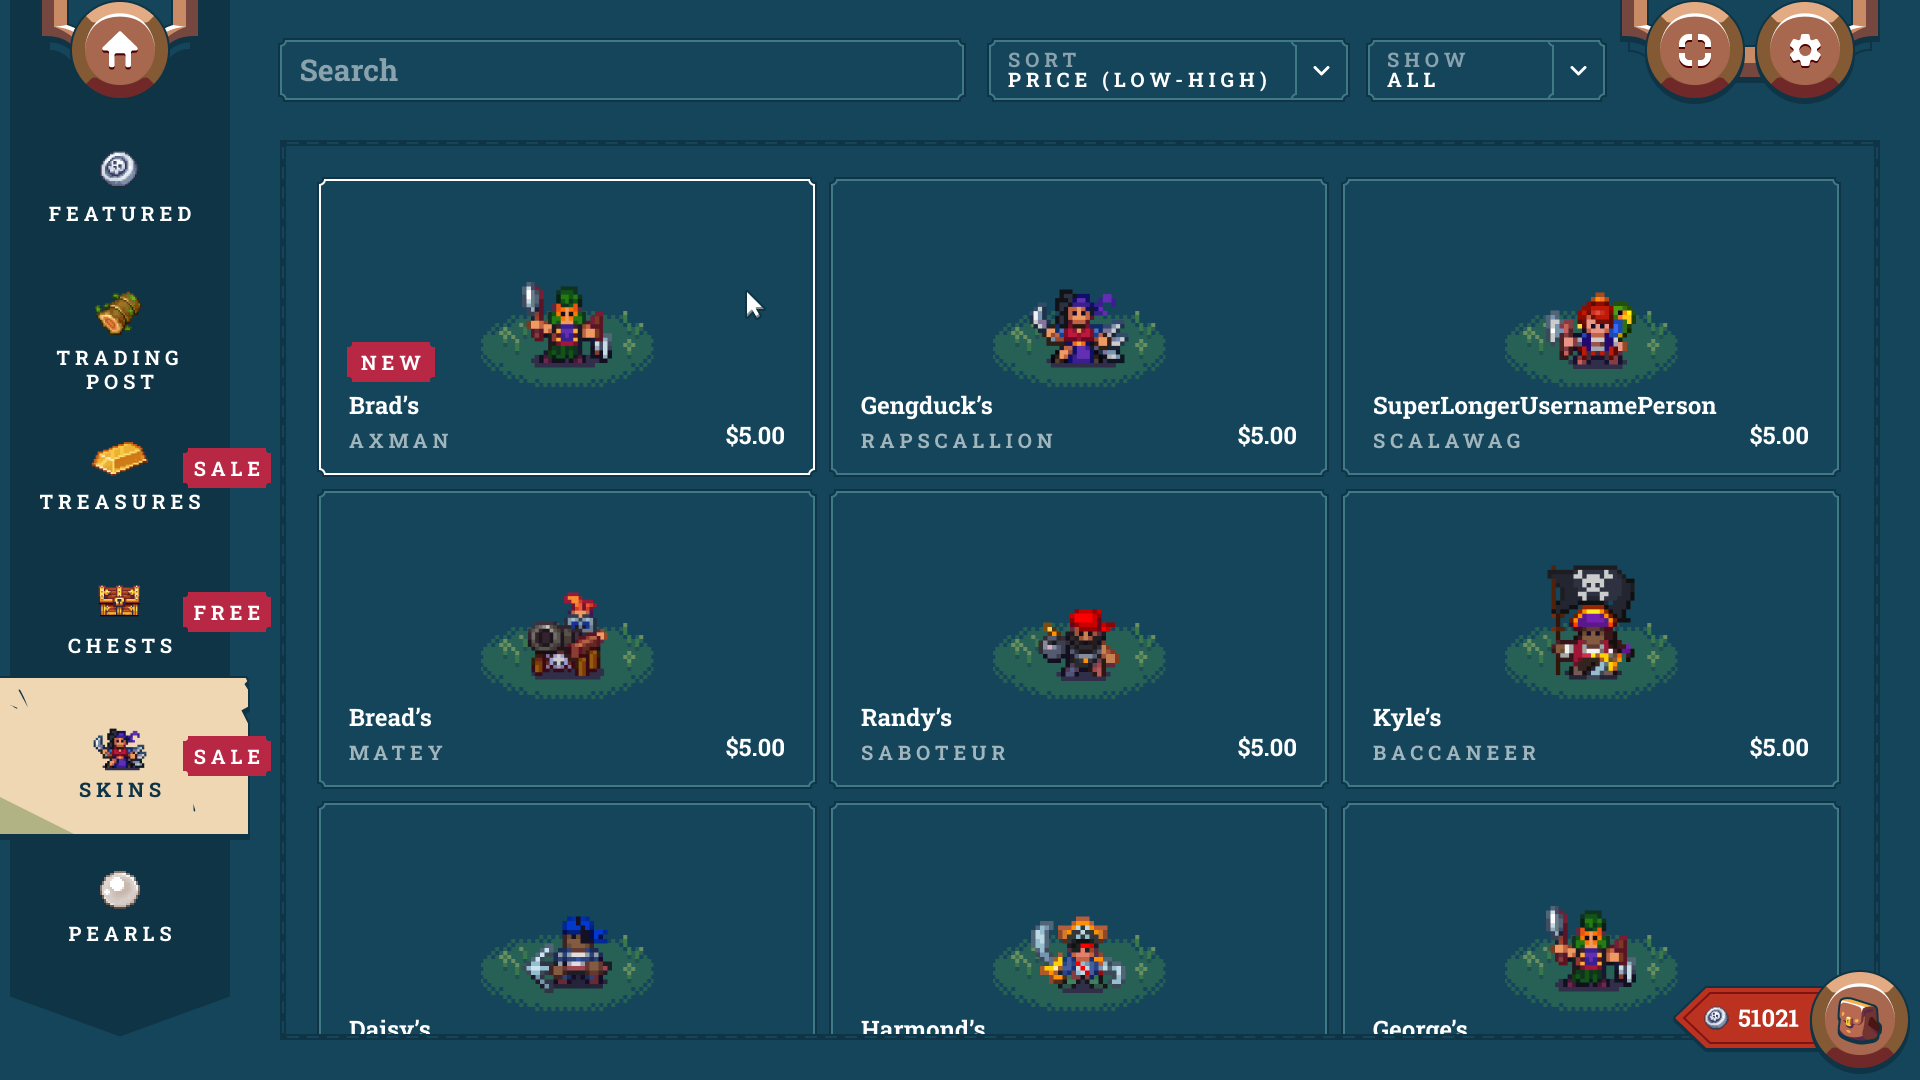 Search
SORT
PRICE (LOW-HIGH)
SHOW
ALL
FEATURED
TRADING
POST
TREASURES
SALE
CHESTS
FREE
SKINS
SALE
PEARLS
NEW
Brad’s
AXMAN
$5.00
Gengduck’s
RAPSCALLION
$5.00
SuperLongerUsernamePerson
SCALAWAG
$5.00
Bread’s
MATEY
$5.00
Randy’s
SABOTEUR
$5.00
Kyle’s
BACCANEER
$5.00
Daisy’s
Harmond’s
George’s
51021